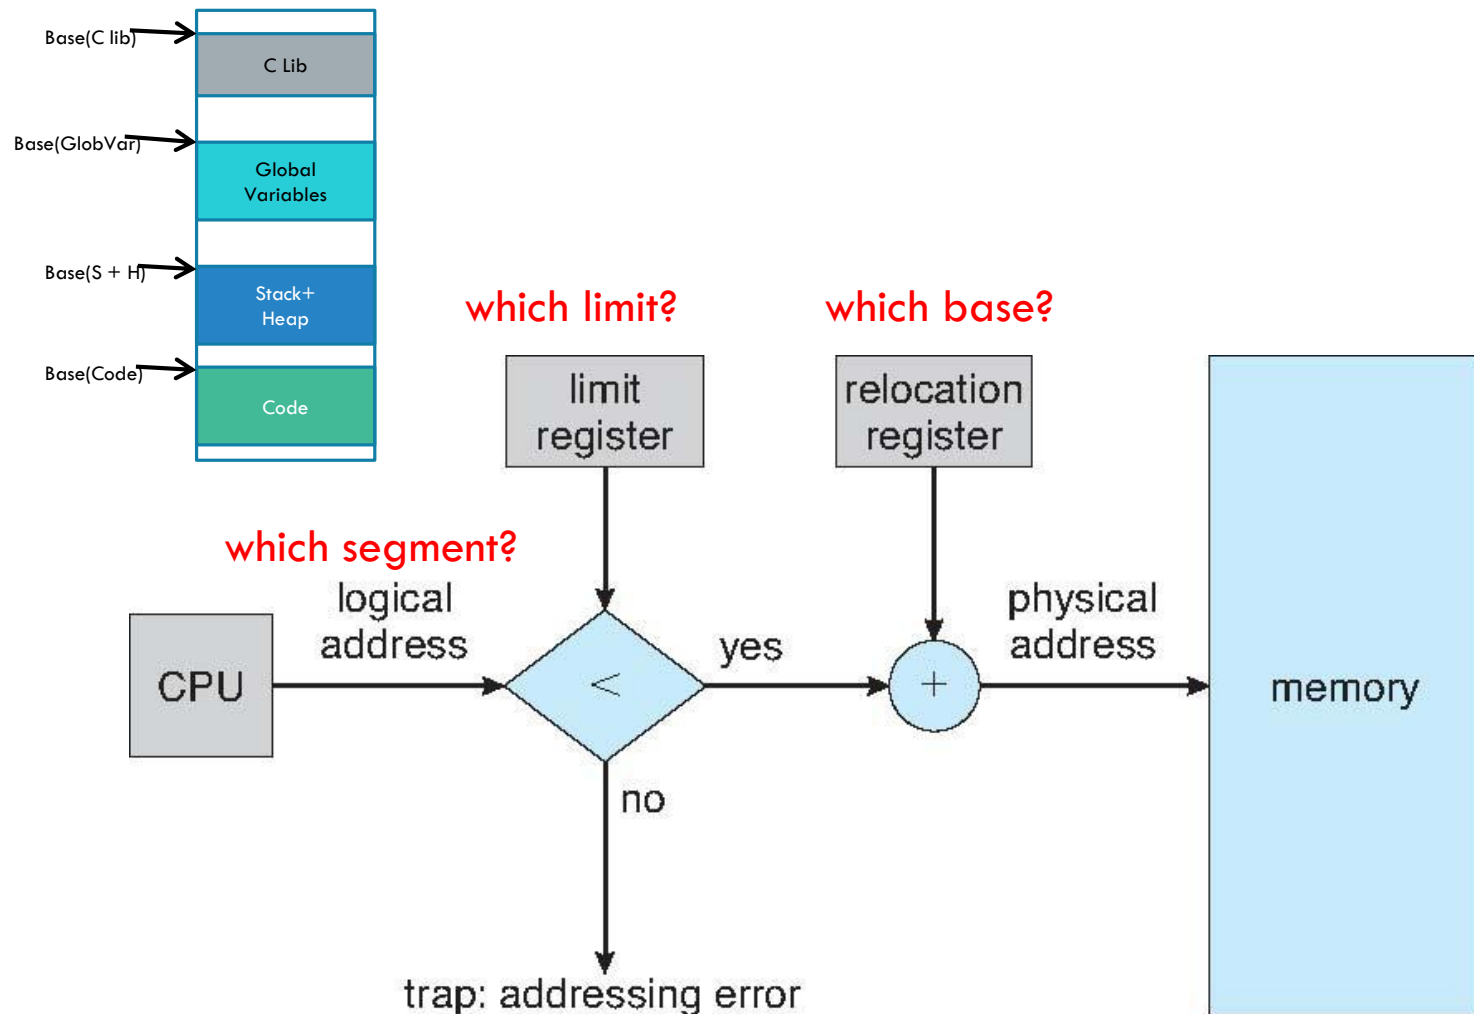 Base(C lib)
C Lib
Base(GlobVar)
Global
Variables
Base(S + H)
Stack+
Heap
Base(Code)
Code
which limit?
which base?
limit
register
relocation
register
which segment?
logical
address
CPU
<
yes
+
physical
address
memory
no
trap: addressing error